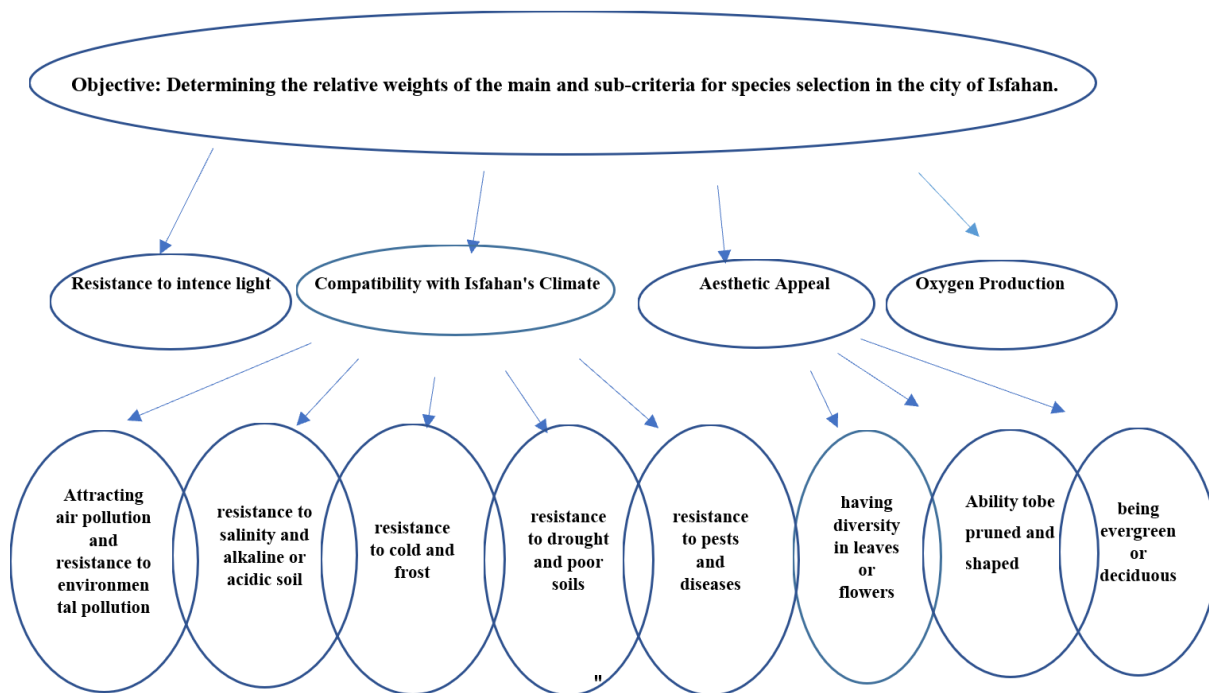 Objective: Determining the relative weights of the main and sub-criteria for species selection in the city of Isfahan.
Resistance to intence light
Compatibility with Isfahan's Climate
Aesthetic Appeal
Oxygen Production
Attracting
air pollution
and
resistance to
environmen
tal pollution
resistance to
salinity and
alkaline or
acidic soil
resistance
to cold and
frost
resistance
to drought
and poor
soils
resistance
to pests
and
diseases
having
diversity
in leaves
or
flowers
Ability tobe
pruned and
shaped
being
evergreen
or
deciduous
"